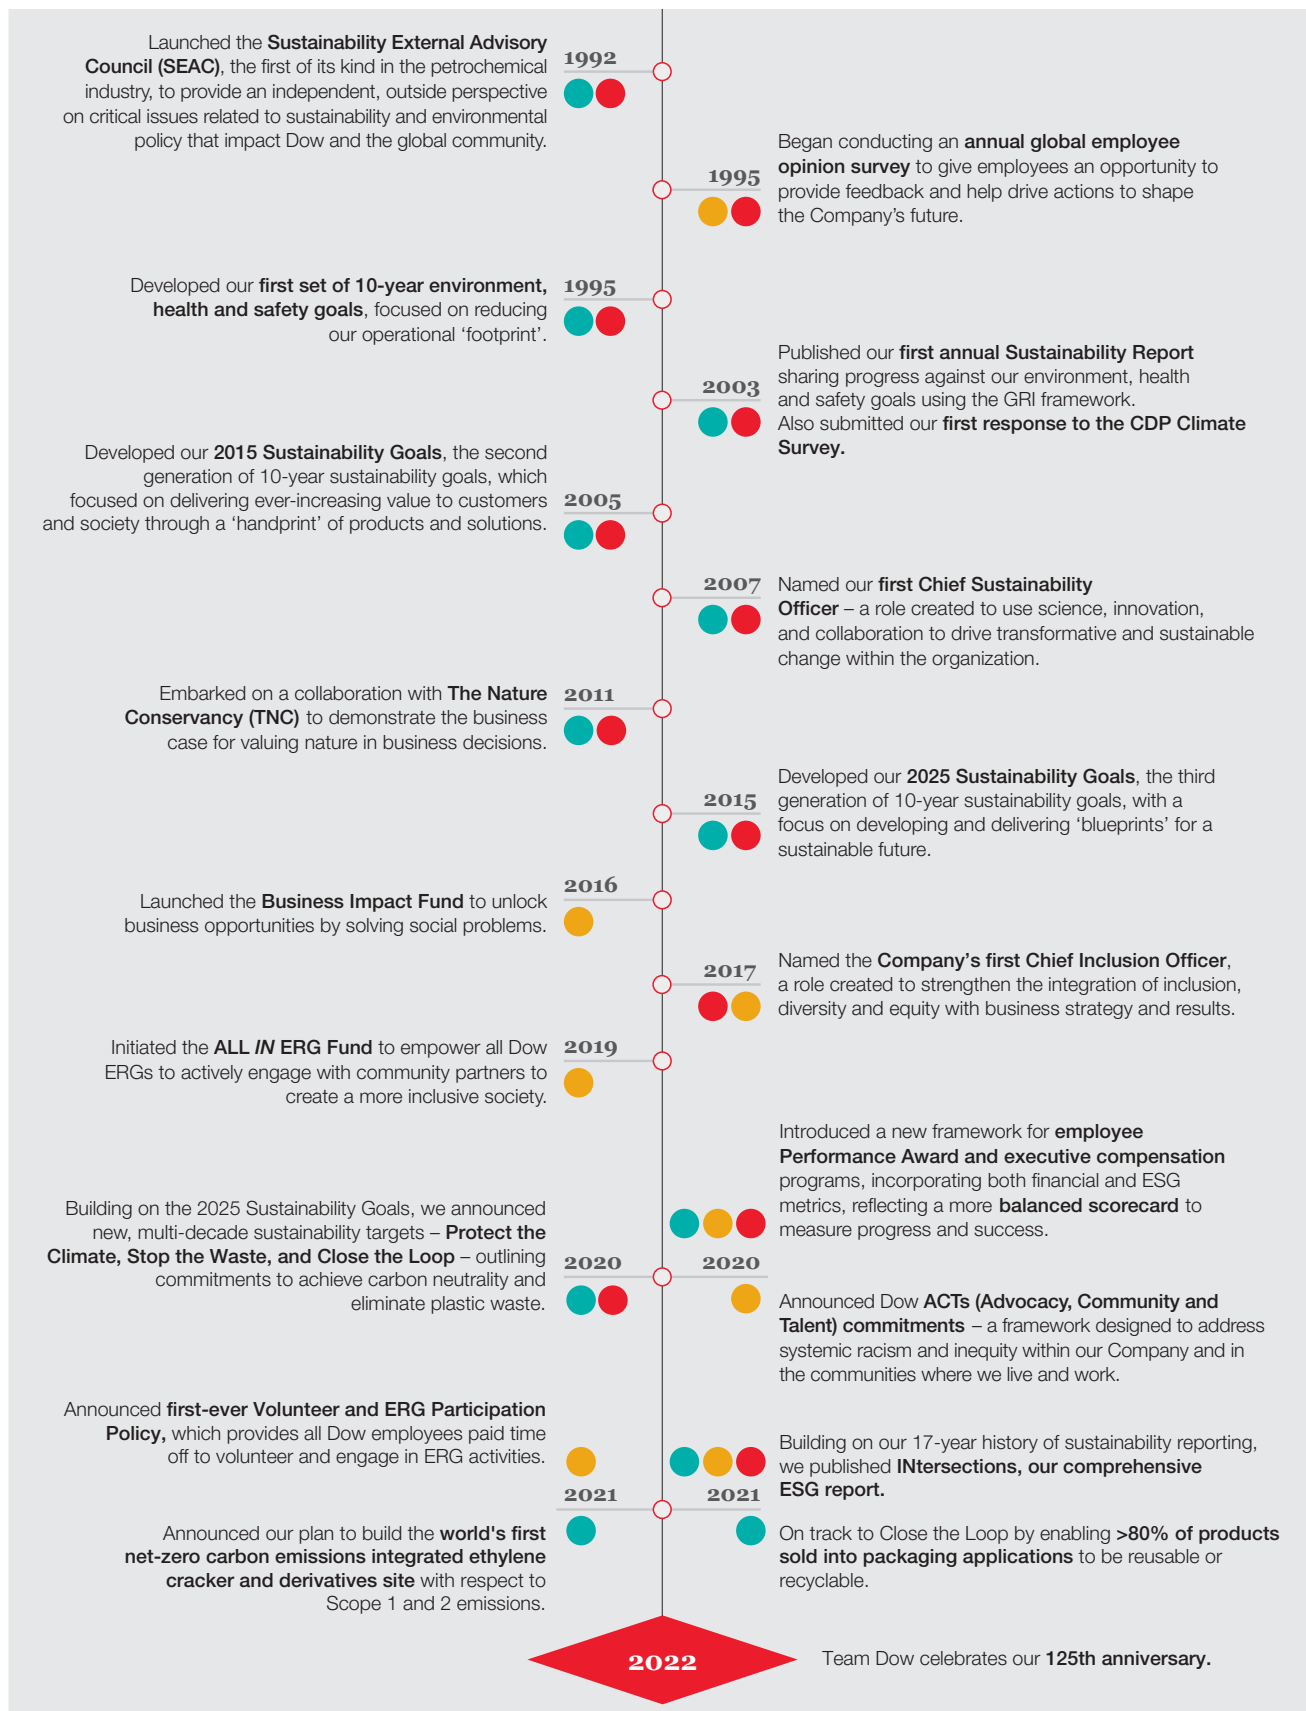 Launched the Sustainability External Advisory
Council (SEAC), the first of its kind in the petrochemical
industry, to provide an independent, outside perspective
on critical issues related to sustainability and environmental
policy that impact Dow and the global community.
1992
Began conducting an annual global employee
opinion survey to give employees an opportunity to
provide feedback and help drive actions to shape
the Company’s future.
1995
Developed our first set of 10-year environment,
health and safety goals, focused on reducing
our operational ‘footprint’.
1995
Published our first annual Sustainability Report
sharing progress against our environment, health
and safety goals using the GRI framework.
Also submitted our first response to the CDP Climate
Survey.
2003
Developed our 2015 Sustainability Goals, the second
generation of 10-year sustainability goals, which
focused on delivering ever-increasing value to customers
and society through a ‘handprint’ of products and solutions.
2005
2007
Named our first Chief Sustainability
Officer – a role created to use science, innovation,
and collaboration to drive transformative and sustainable
change within the organization.
Embarked on a collaboration with The Nature
Conservancy (TNC) to demonstrate the business
case for valuing nature in business decisions.
2011
Developed our 2025 Sustainability Goals, the third
generation of 10-year sustainability goals, with a
focus on developing and delivering ‘blueprints’ for a
sustainable future.
2015
2016
Launched the Business Impact Fund to unlock
business opportunities by solving social problems.
2017
Named the Company’s first Chief Inclusion Officer,
a role created to strengthen the integration of inclusion,
diversity and equity with business strategy and results.
Initiated the ALL IN ERG Fund to empower all Dow
ERGs to actively engage with community partners to
create a more inclusive society.
2019
Introduced a new framework for employee
Performance Award and executive compensation
programs, incorporating both financial and ESG
metrics, reflecting a more balanced scorecard to
measure progress and success.
Building on the 2025 Sustainability Goals, we announced
new, multi-decade sustainability targets – Protect the
Climate, Stop the Waste, and Close the Loop – outlining
commitments to achieve carbon neutrality and
eliminate plastic waste.
2020
2020
Announced Dow ACTs (Advocacy, Community and
Talent) commitments – a framework designed to address
systemic racism and inequity within our Company and in
the communities where we live and work.
Announced first-ever Volunteer and ERG Participation
Policy, which provides all Dow employees paid time
off to volunteer and engage in ERG activities.
Building on our 17-year history of sustainability reporting,
we published INtersections, our comprehensive
ESG report.
2021
2021
Announced our plan to build the world's first
net-zero carbon emissions integrated ethylene
cracker and derivatives site with respect to
Scope 1 and 2 emissions.
On track to Close the Loop by enabling >80% of products
sold into packaging applications to be reusable or
recyclable.
2022
Team Dow celebrates our 125th anniversary.